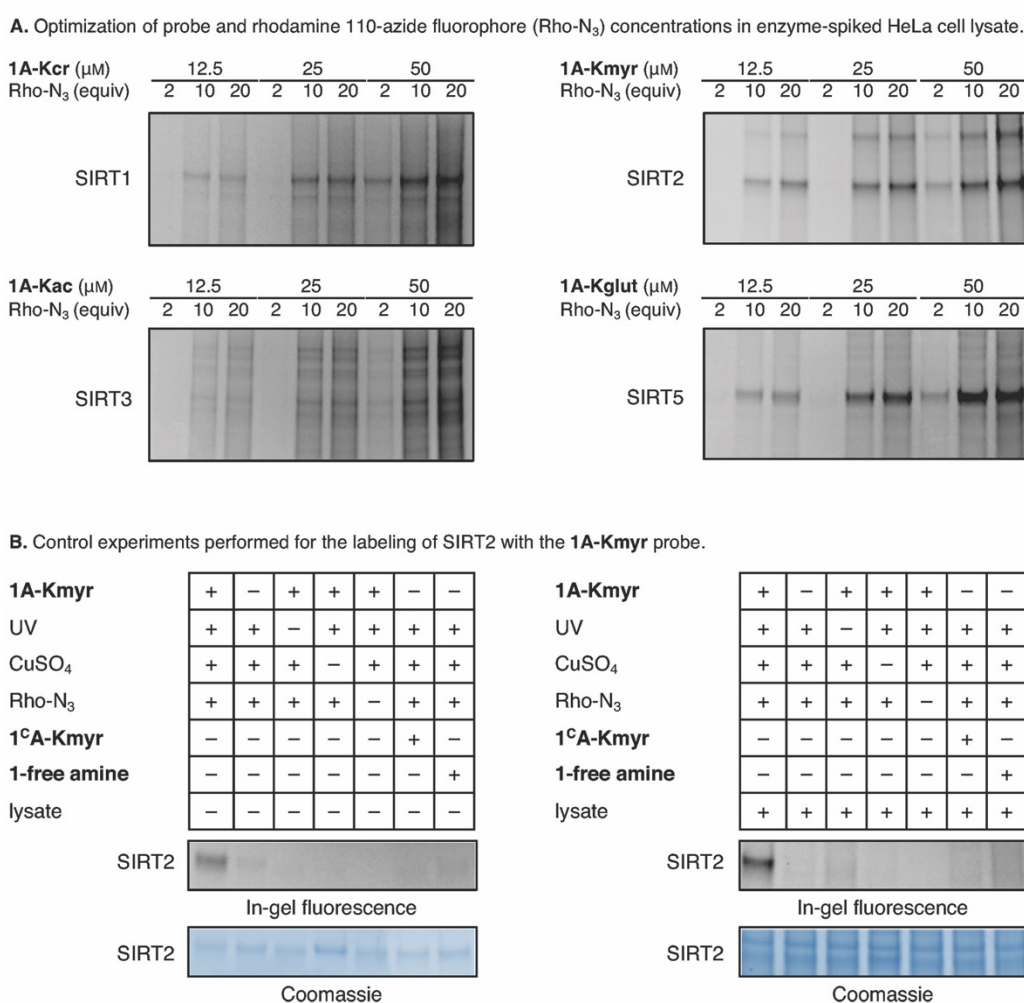 A. Optimization of probe and rhodamine 110-azide fluorophore (Rho-N₃) concentrations in enzyme-spiked HeLa cell lysate.
1A-Kcr (µM) 12.5 25 50
Rho-N₃ (equiv) 2 10 20 2 10 20 2 10 20
SIRT1
1A-Kmyr (µM) 12.5 25 50
Rho-N₃ (equiv) 2 10 20 2 10 20 2 10 20
SIRT2
1A-Kac (µM) 12.5 25 50
Rho-N₃ (equiv) 2 10 20 2 10 20 2 10 20
SIRT3
1A-Kglut (µM) 12.5 25 50
Rho-N₃ (equiv) 2 10 20 2 10 20 2 10 20
SIRT5
B. Control experiments performed for the labeling of SIRT2 with the 1A-Kmyr probe.
1A-Kmyr + − + + + − −
UV + + − + + + +
CuSO₄ + + + − + + +
Rho-N₃ + + + + − + +
1ᶜA-Kmyr − − − − − + −
1-free amine − − − − − − +
lysate − − − − − − −
SIRT2
In-gel fluorescence
SIRT2
Coomassie
1A-Kmyr + − + + + − −
UV + + − + + + +
CuSO₄ + + + − + + +
Rho-N₃ + + + + − + +
1ᶜA-Kmyr − − − − − + −
1-free amine − − − − − − +
lysate + + + + + + +
SIRT2
In-gel fluorescence
SIRT2
Coomassie